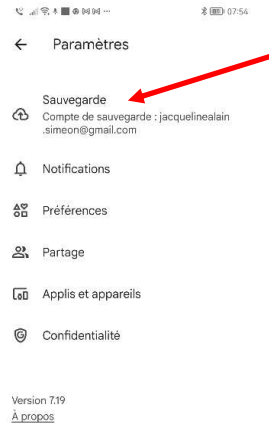 07:54
Paramètres
Sauvegarde
Compte de sauvegarde : jacquelinealain
.simeon@gmail.com
Notifications
Préférences
Partage
Applis et appareils
Confidentialité
Version 7.19
À propos